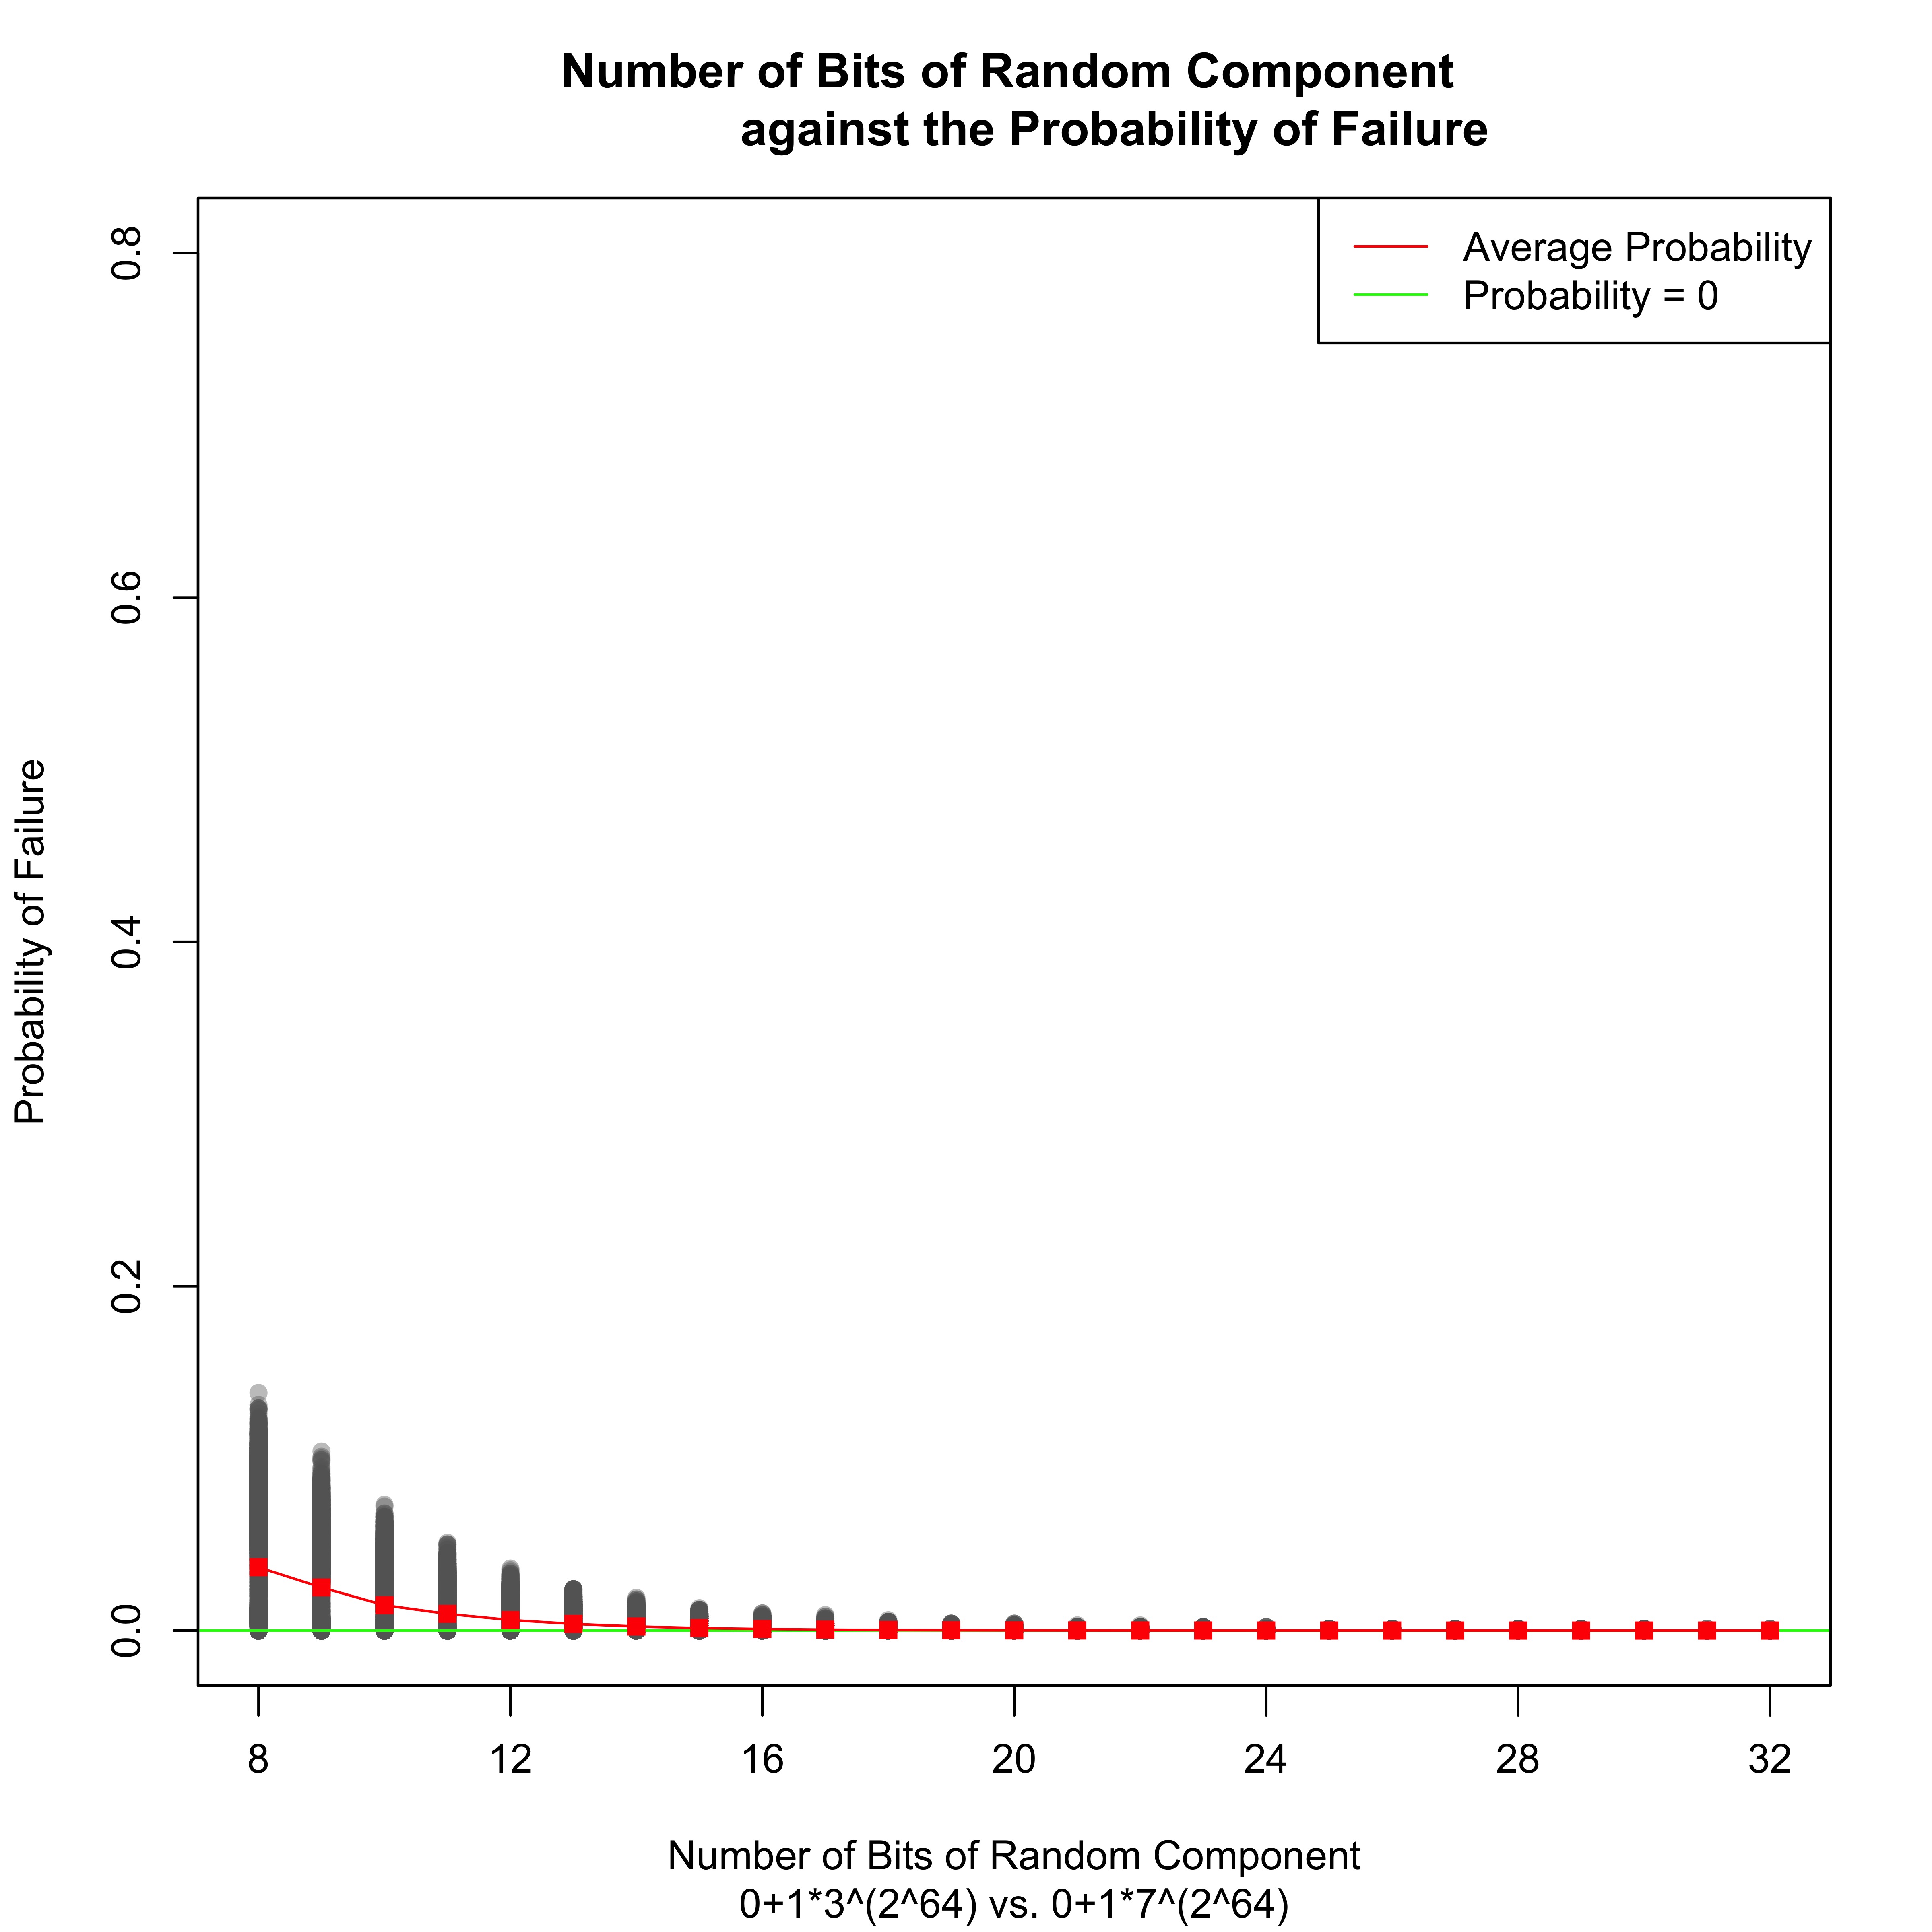 Number of Bits of Random Component
against the Probability of Failure
Average Probability
Probability = 0
0.8
0.6
0.4
0.2
0.0
Probability of Failure
8 12 16 20 24 28 32
Number of Bits of Random Component
0+1*3^(2^64) vs. 0+1*7^(2^64)